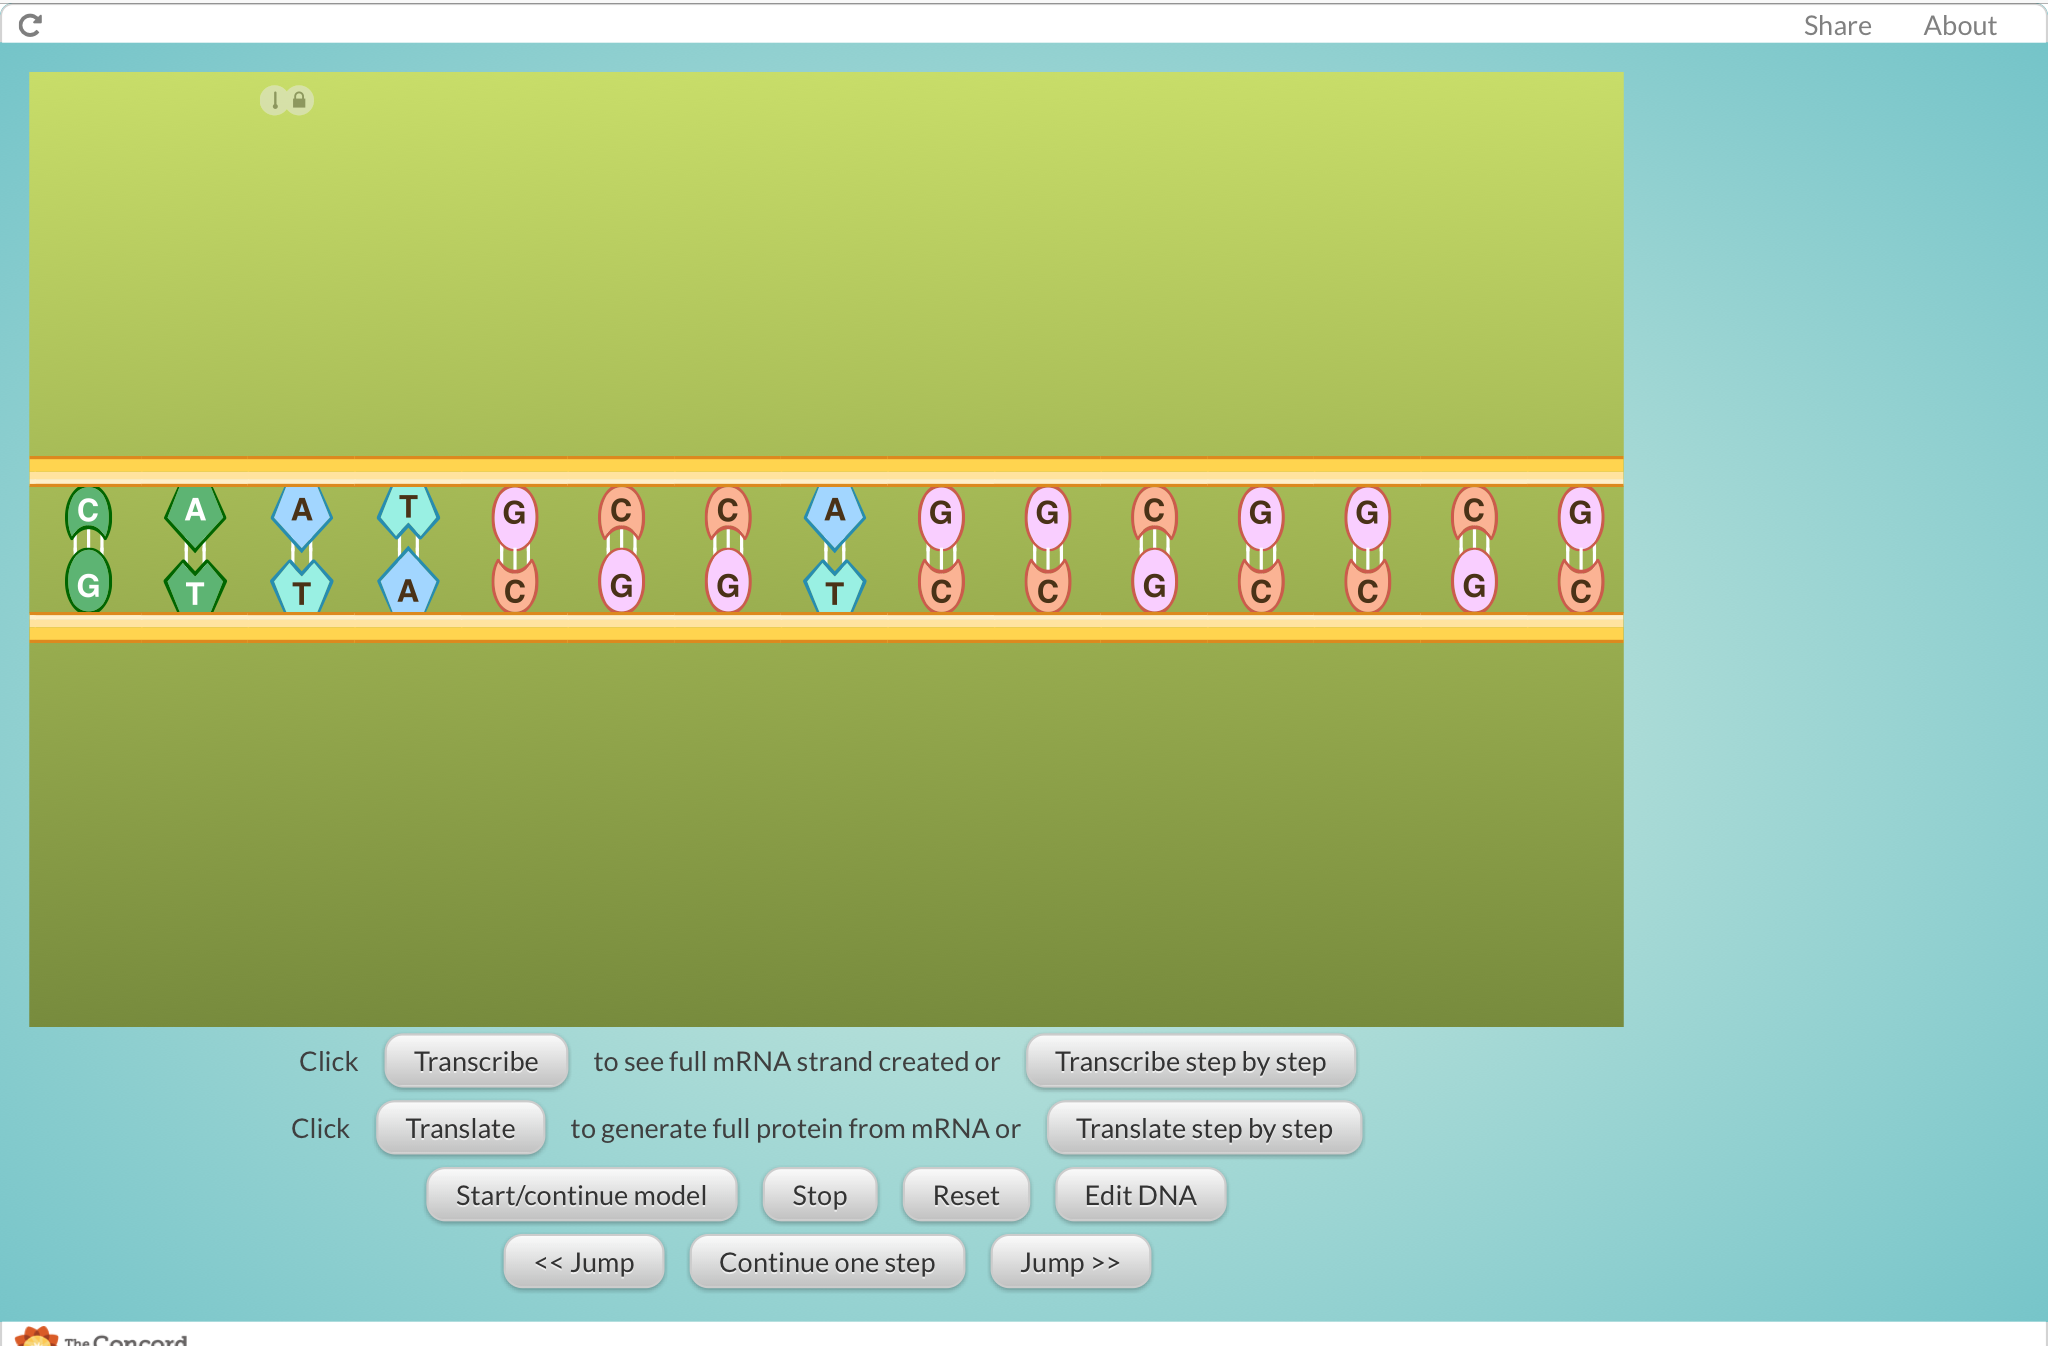 Share About
C A A T G C C A G G C G G C G
G T T A C G G T C C G C C G C
Click Transcribe to see full mRNA strand created or Transcribe step by step
Click Translate to generate full protein from mRNA or Translate step by step
Start/continue model Stop Reset Edit DNA
<< Jump Continue one step Jump >>
The Concord